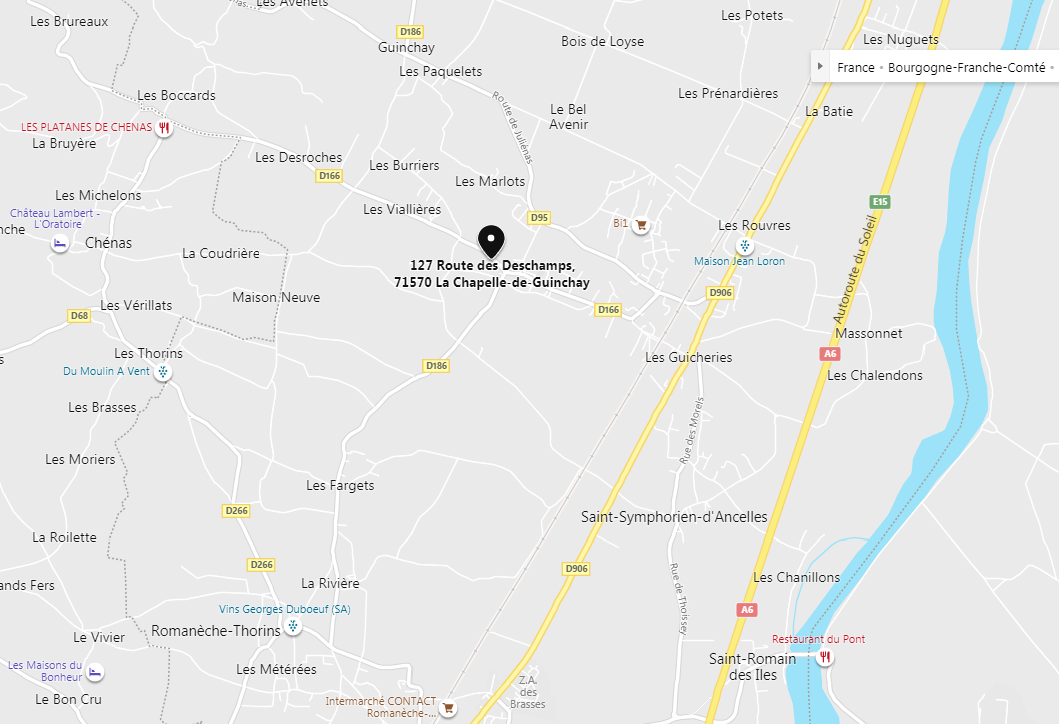 Les Avenets
Les Brureaux
D186
Guinchay
Les Potets
Bois de Loyse
Les Nuguets
France • Bourgogne-Franche-Comté •
Les Paquelets
Les Boccards
Les Prénardières
Route de Juliénas
Le Bel
Avenir
La Batie
LES PLATANES DE CHENAS
La Bruyère
Les Desroches
Les Burriers
D166
Les Marlots
Les Michelons
E15
Château Lambert -
L'Oratoire
Les Viallières
D95
Bi1
Les Rouvres
nche
Chénas
La Coudrière
Maison Jean Loron
127 Route des Deschamps,
71570 La Chapelle-de-Guinchay
Autoroute du Soleil
Maison Neuve
D906
Les Vérillats
D68
D166
Massonnet
Les Thorins
A6
Les Guicheries
D186
Du Moulin A Vent
Les Chalendons
Les Brasses
Rue des Morels
Les Moriers
Les Fargets
D266
Saint-Symphorien-d'Ancelles
La Roilette
D266
D906
Les Chanillons
ands Fers
La Rivière
Rue de Thoissey
Vins Georges Duboeuf (SA)
A6
Romanèche-Thorins
Le Vivier
Restaurant du Pont
Saint-Romain
des Iles
Les Maisons du
Bonheur
Les Météréés
Z.A.
des
Brasses
Le Bon Cru
Intermarché CONTACT
Romanèche-...